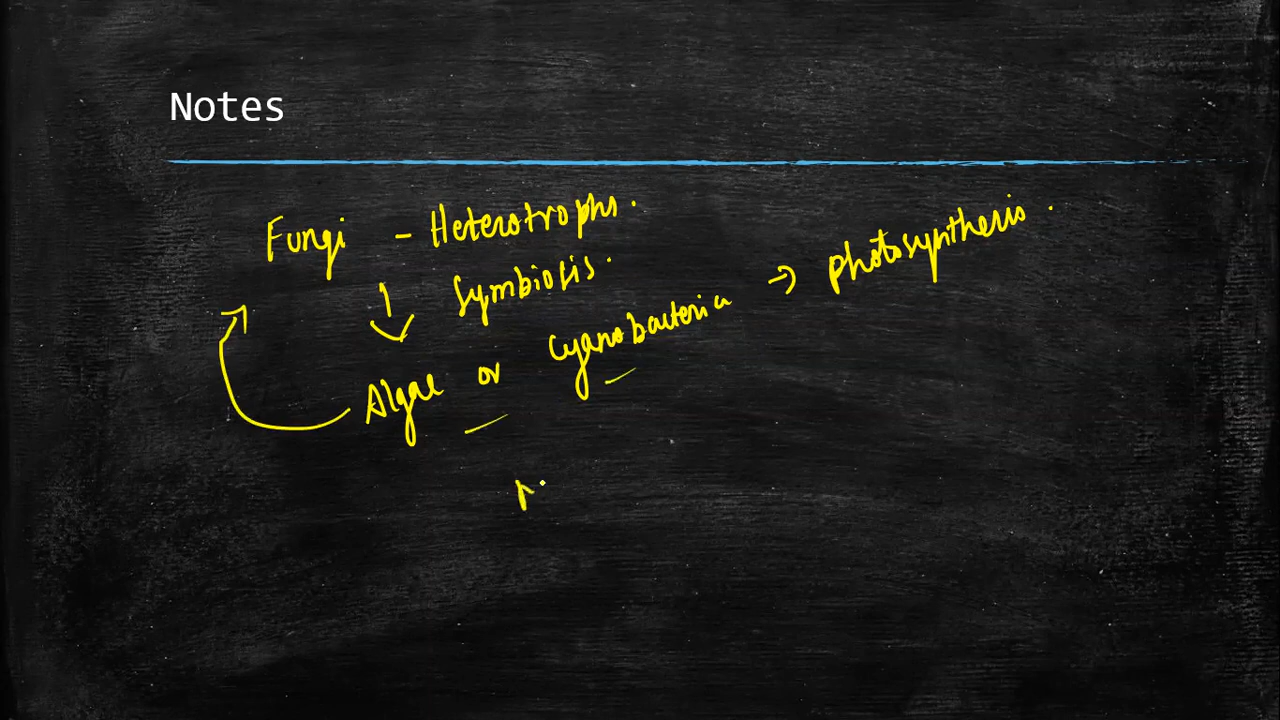 Notes
Fungi - Heterotrophs.
↓ Symbiosis.
Algae or Cyanobacteria → Photosynthesis.